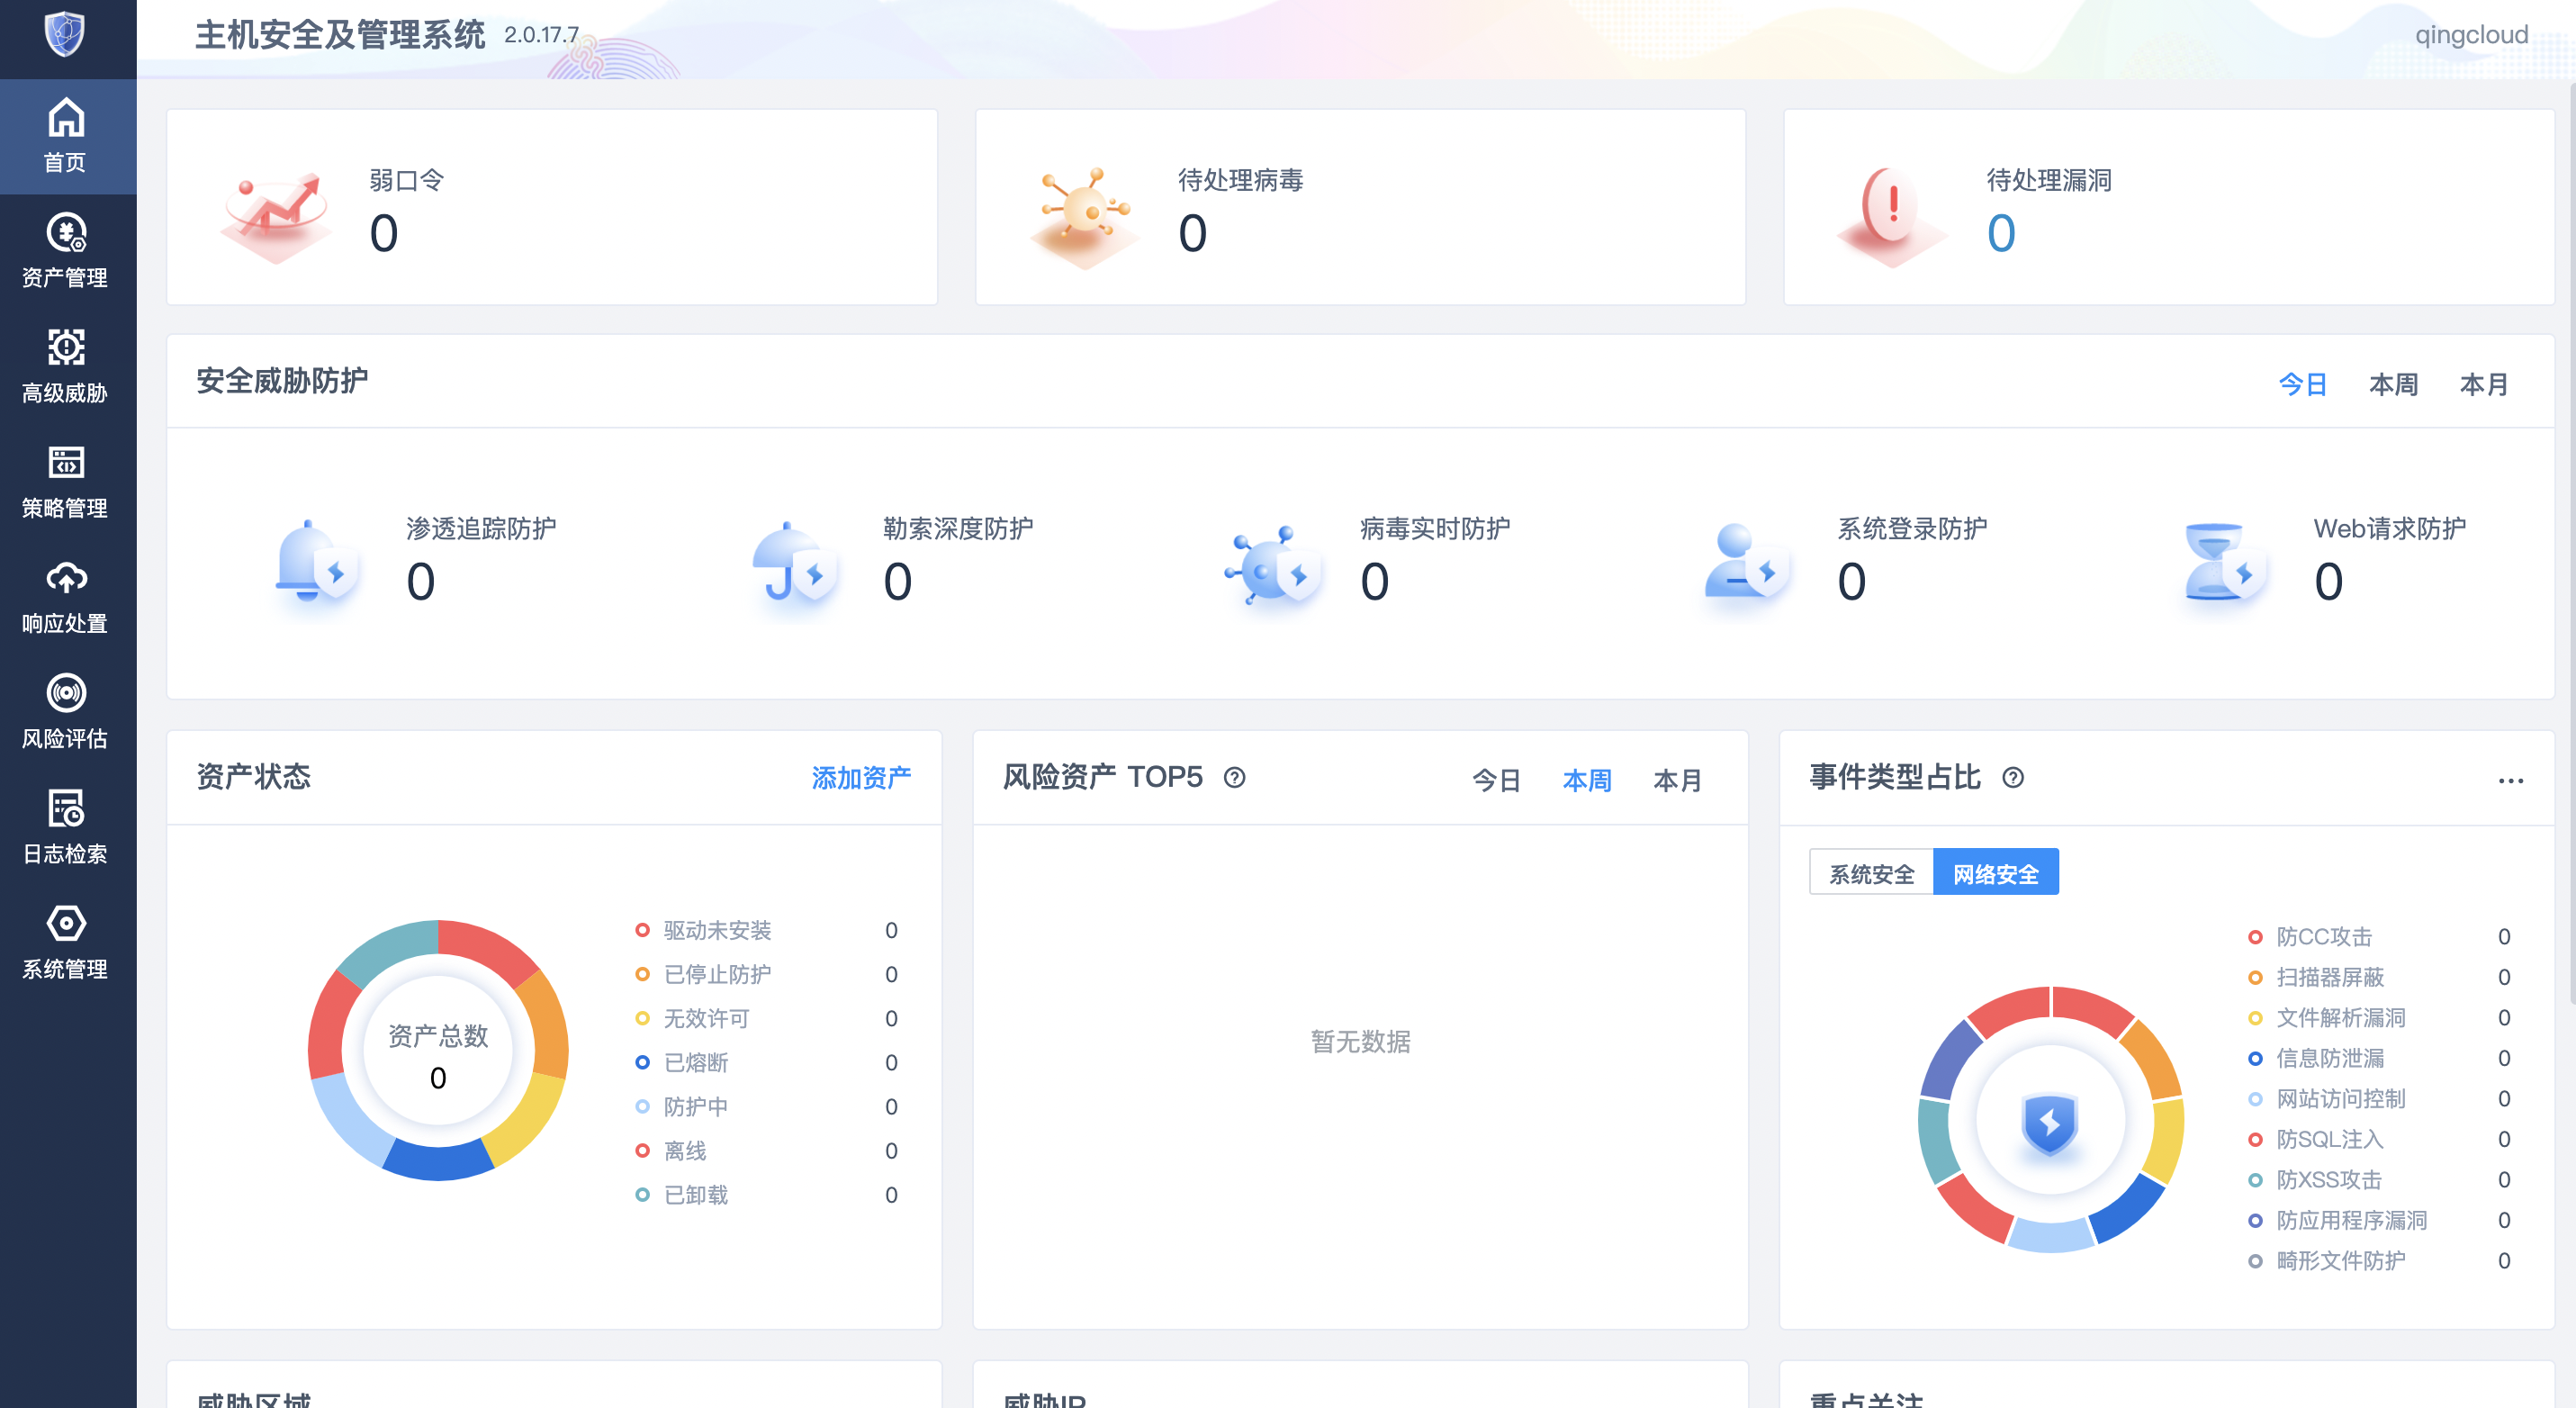 主机安全及管理系统 2.0.17.7
qingcloud
首页
资产管理
高级威胁
策略管理
响应处置
风险评估
日志检索
系统管理
弱口令
0
待处理病毒
0
待处理漏洞
0
安全威胁防护
今日 本周 本月
渗透追踪防护
0
勒索深度防护
0
病毒实时防护
0
系统登录防护
0
Web请求防护
0
资产状态
添加资产
资产总数
0
驱动未安装 0
已停止防护 0
无效许可 0
已熔断 0
防护中 0
离线 0
已卸载 0
风险资产 TOP5
今日 本周 本月
暂无数据
事件类型占比
...
系统安全 网络安全
防CC攻击 0
扫描器屏蔽 0
文件解析漏洞 0
信息防泄漏 0
网站访问控制 0
防SQL注入 0
防XSS攻击 0
防应用程序漏洞 0
畸形文件防护 0
威胁区域
威胁IP
重点关注